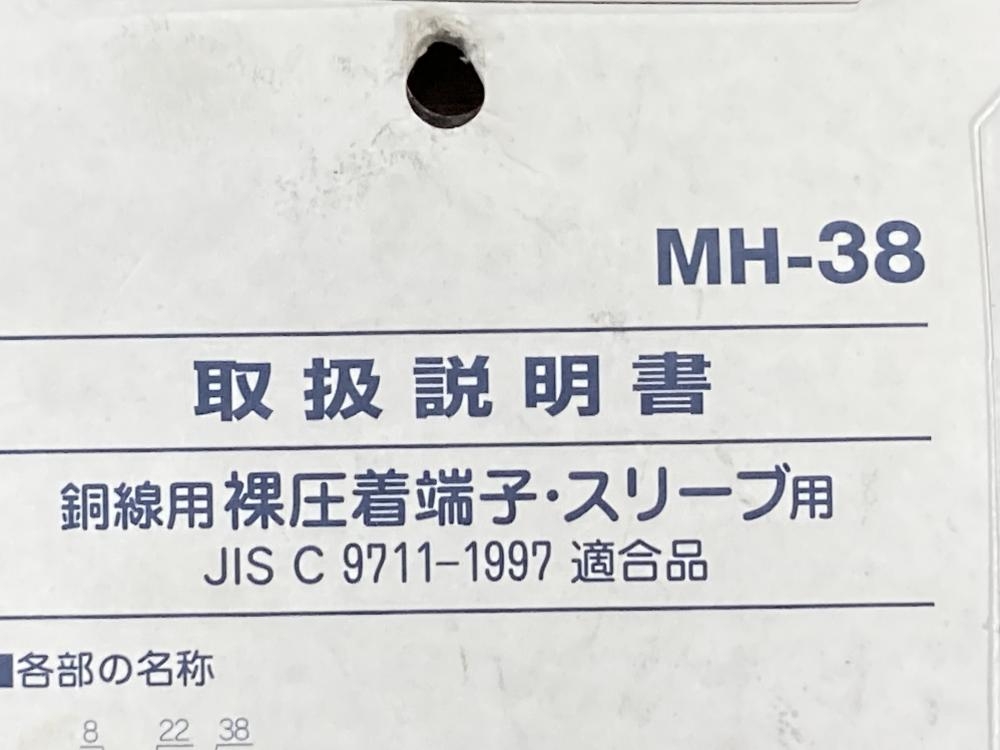 MH-38
取扱説明書
銅線用裸圧着端子・スリーブ用
JIS C 9711-1997 適合品
■各部の名称
8 22 38